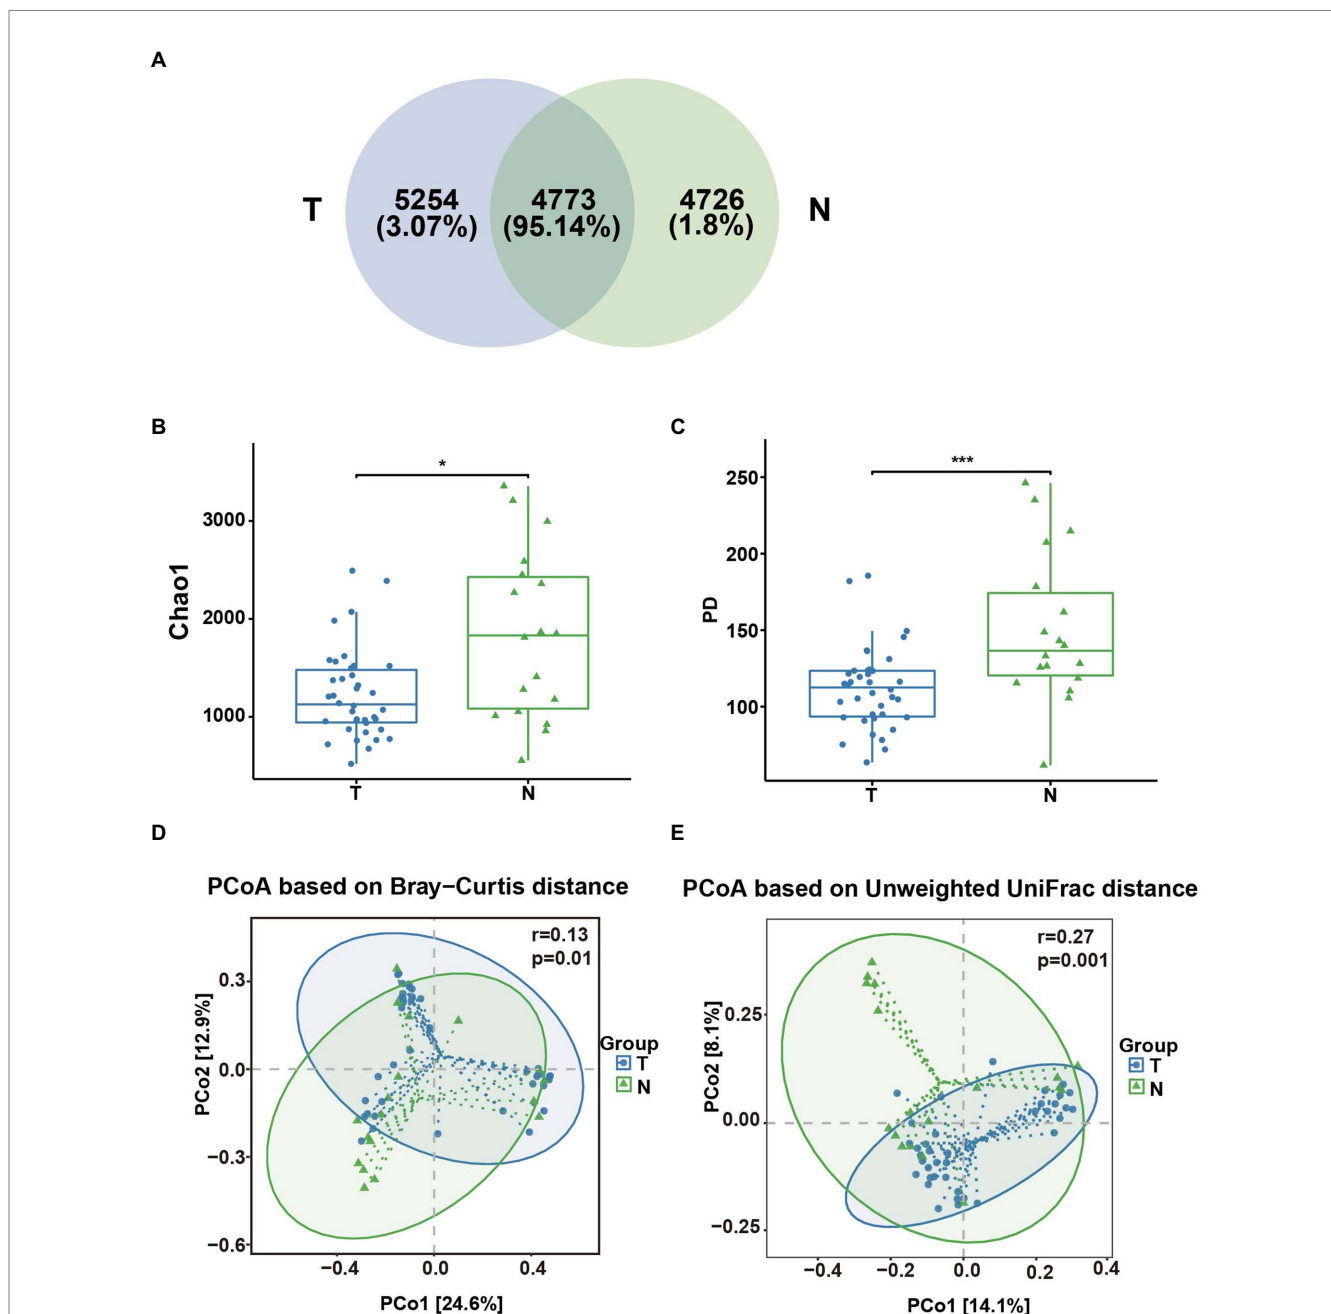 A
T
5254
(3.07%)
4773
(95.14%)
4726
(1.8%)
N
B
*
Chao1
3000
2000
1000
T
N
C
***
PD
250
200
150
100
T
N
D
PCoA based on Bray−Curtis distance
r=0.13
p=0.01
PCo2 [12.9%]
0.3
0.0
−0.3
−0.6
−0.4
0.0
0.4
PCo1 [24.6%]
Group
T
N
E
PCoA based on Unweighted UniFrac distance
r=0.27
p=0.001
PCo2 [8.1%]
0.25
0.00
−0.25
−0.4
−0.2
0.0
0.2
0.4
PCo1 [14.1%]
Group
T
N